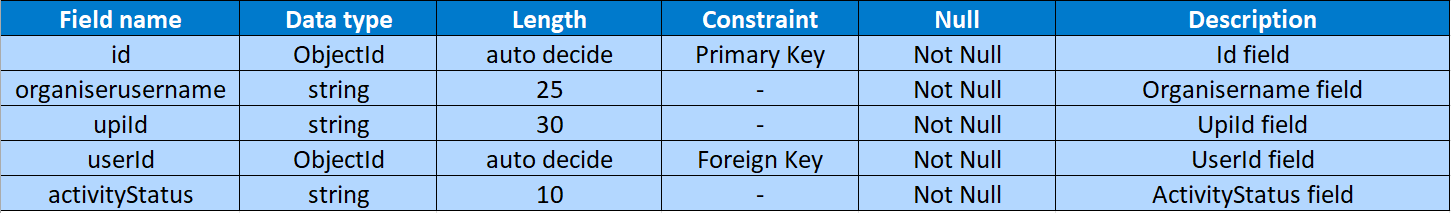 Field name Data type Length Constraint Null Description
id ObjectId auto decide Primary Key Not Null Id field
organiserusername string 25 - Not Null Organisername field
upiId string 30 - Not Null UpiId field
userId ObjectId auto decide Foreign Key Not Null UserId field
activityStatus string 10 - Not Null ActivityStatus field